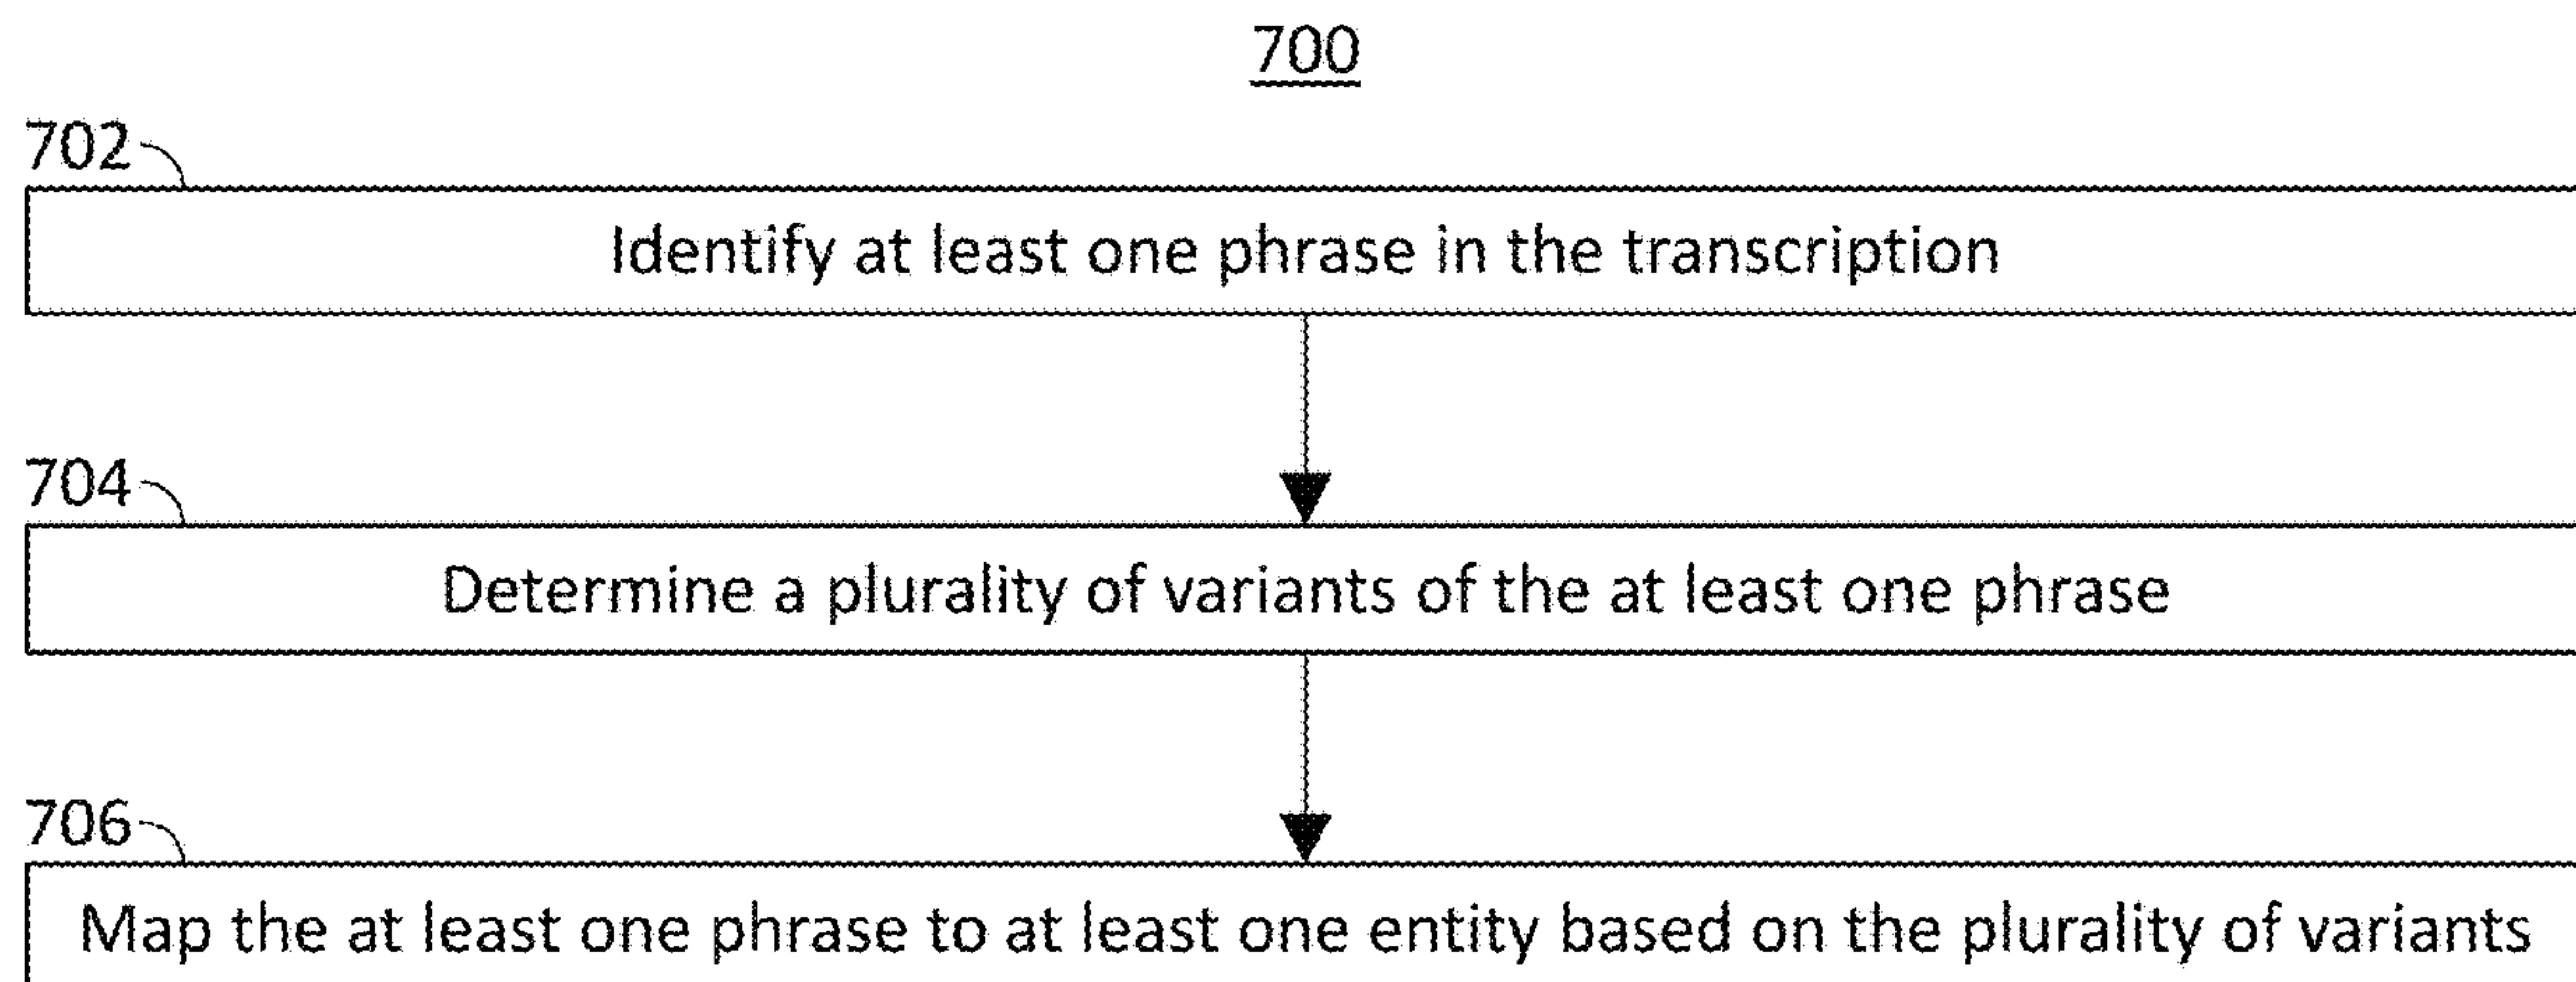 700
702
Identify at least one phrase in the transcription
704
Determine a plurality of variants of the at least one phrase
706
Map the at least one phrase to at least one entity based on the plurality of variants